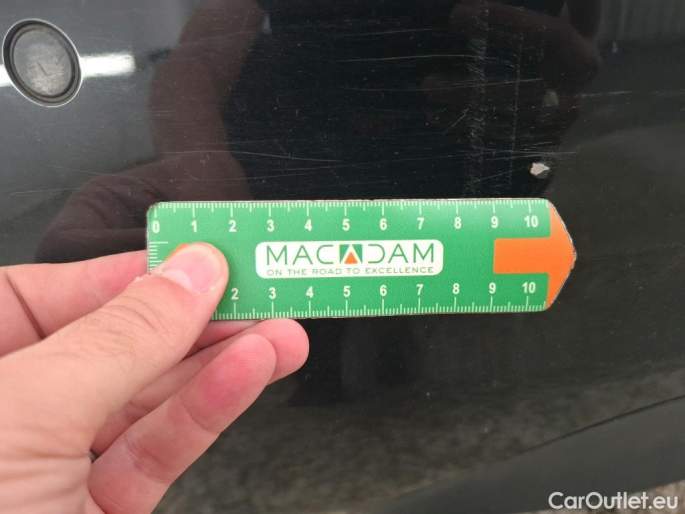 0 1 2 3 4 5 6 7 8 9 10
MACADAM
ON THE ROAD TO EXCELLENCE
2 3 4 5 6 7 8 9 10
CarOutlet.eu